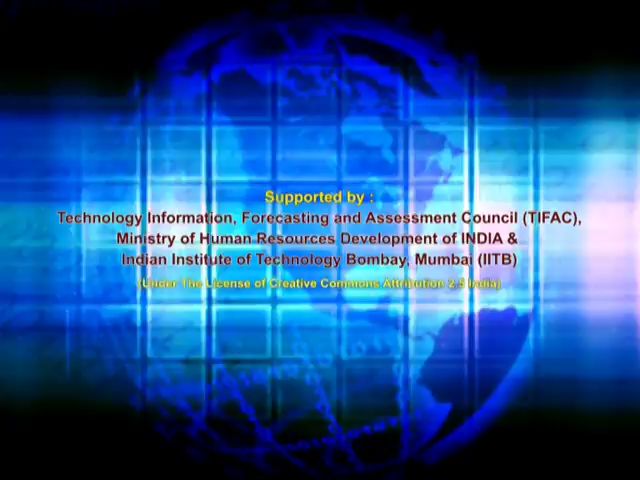 Supported by :
Technology Information, Forecasting and Assessment Council (TIFAC),
Ministry of Human Resources Development of INDIA &
Indian Institute of Technology Bombay, Mumbai (IITB)
(Under The License of Creative Commons Attribution 2.5 India)